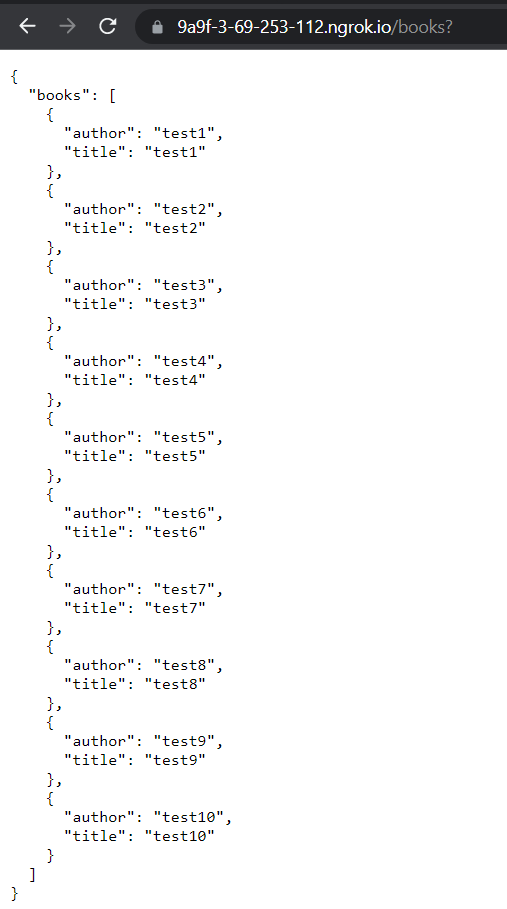 9a9f-3-69-253-112.ngrok.io/books?
{
  "books": [
    {
      "author": "test1",
      "title": "test1"
    },
    {
      "author": "test2",
      "title": "test2"
    },
    {
      "author": "test3",
      "title": "test3"
    },
    {
      "author": "test4",
      "title": "test4"
    },
    {
      "author": "test5",
      "title": "test5"
    },
    {
      "author": "test6",
      "title": "test6"
    },
    {
      "author": "test7",
      "title": "test7"
    },
    {
      "author": "test8",
      "title": "test8"
    },
    {
      "author": "test9",
      "title": "test9"
    },
    {
      "author": "test10",
      "title": "test10"
    }
  ]
}